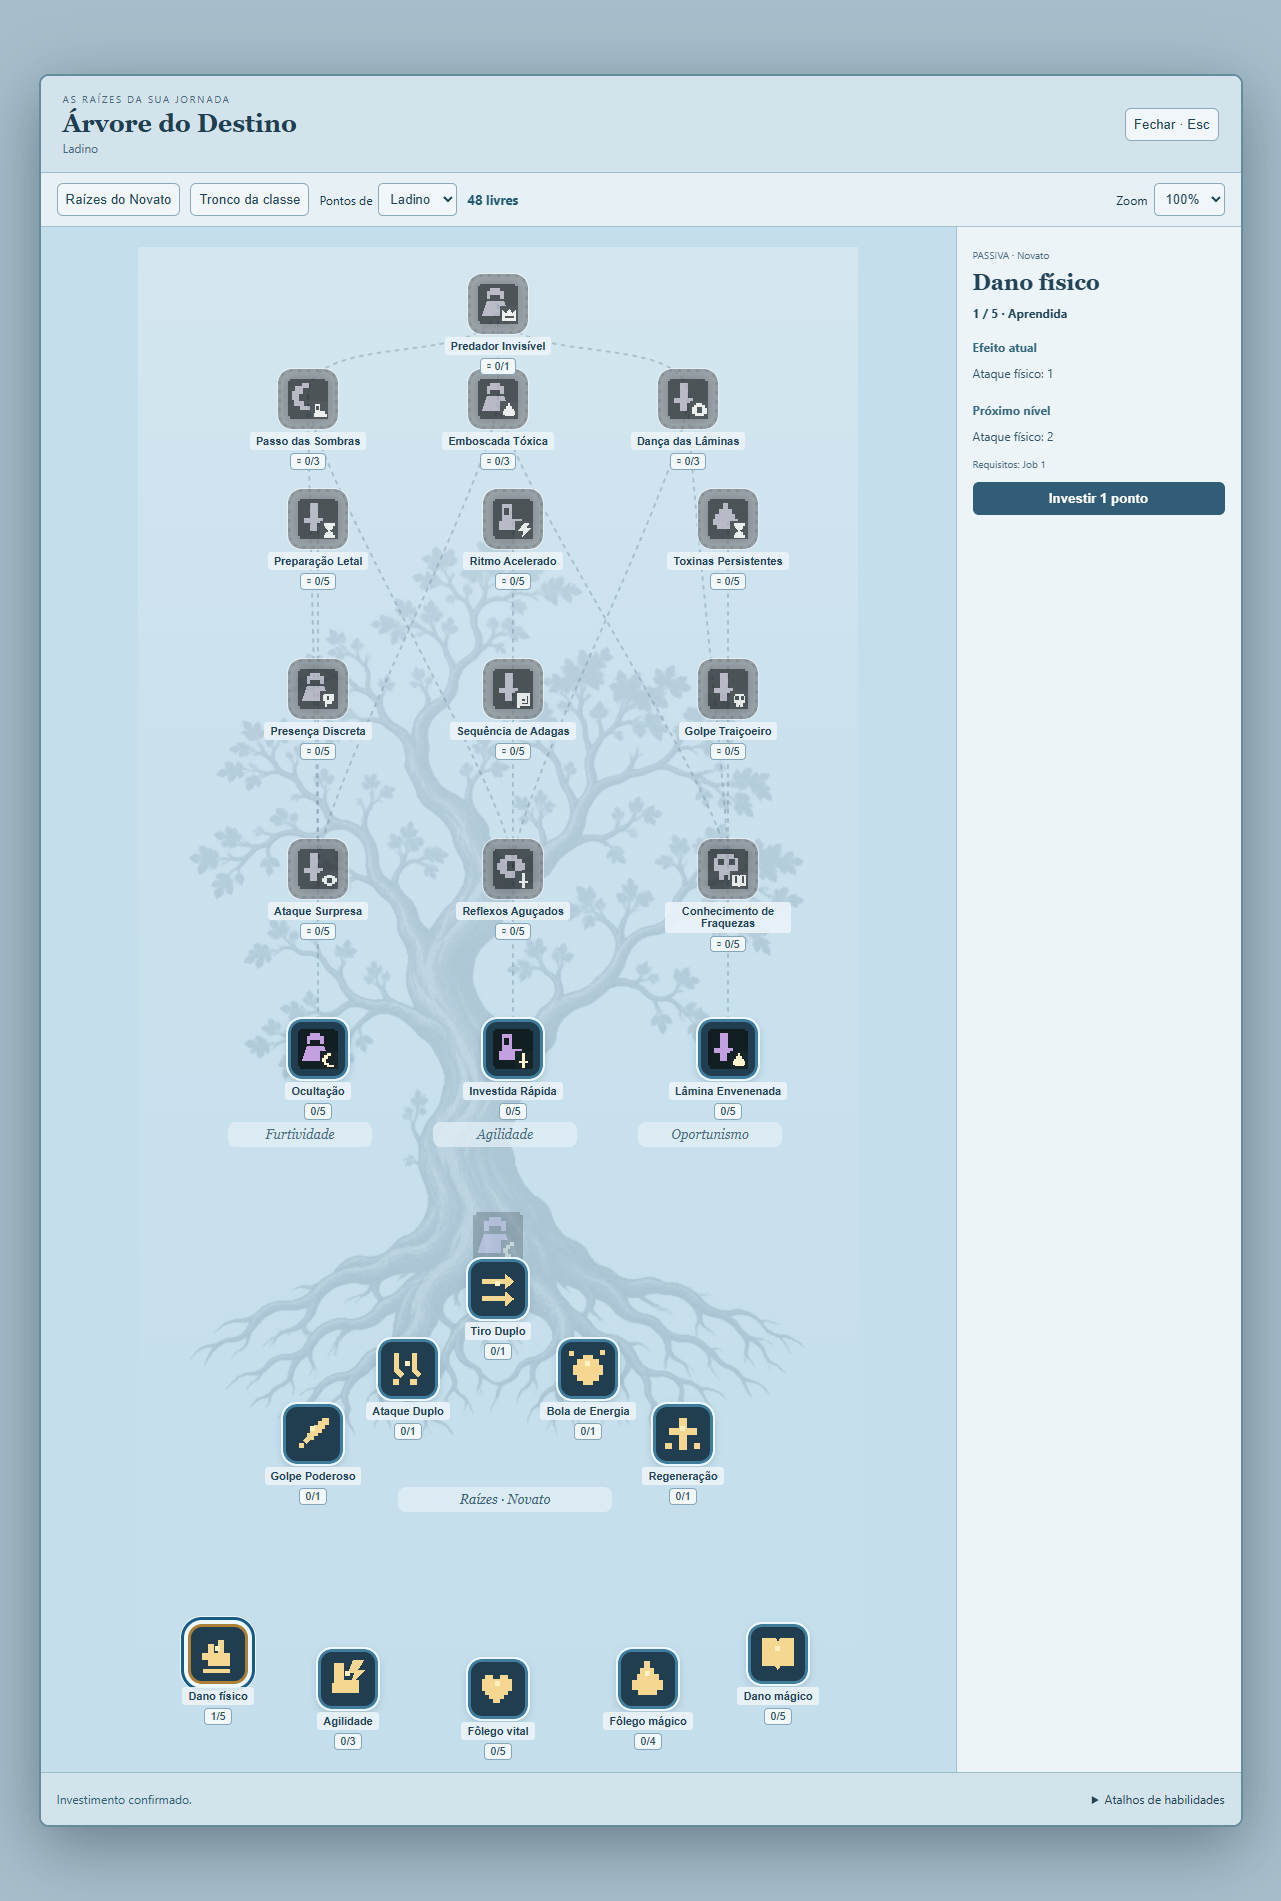 AS RAÍZES DA SUA JORNADA
Árvore do Destino
Ladino
Fechar · Esc
Raízes do Novato
Tronco da classe
Pontos de
Ladino
48 livres
Zoom
100%
Predador Invisível
0/1
Passo das Sombras
0/3
Emboscada Tóxica
0/3
Dança das Lâminas
0/3
Preparação Letal
0/5
Ritmo Acelerado
0/5
Toxinas Persistentes
0/5
Presença Discreta
0/5
Sequência de Adagas
0/5
Golpe Traiçoeiro
0/5
Ataque Surpresa
0/5
Reflexos Aguçados
0/5
Conhecimento de
Fraquezas
0/5
Ocultação
0/5
Investida Rápida
0/5
Lâmina Envenenada
0/5
Furtividade
Agilidade
Oportunismo
Tiro Duplo
0/1
Ataque Duplo
0/1
Bola de Energia
0/1
Golpe Poderoso
0/1
Regeneração
0/1
Raízes · Novato
Dano físico
1/5
Agilidade
0/3
Fôlego vital
0/5
Fôlego mágico
0/4
Dano mágico
0/5
PASSIVA · Novato
Dano físico
1 / 5 · Aprendida
Efeito atual
Ataque físico: 1
Próximo nível
Ataque físico: 2
Requisitos: Job 1
Investir 1 ponto
Investimento confirmado.
Atalhos de habilidades